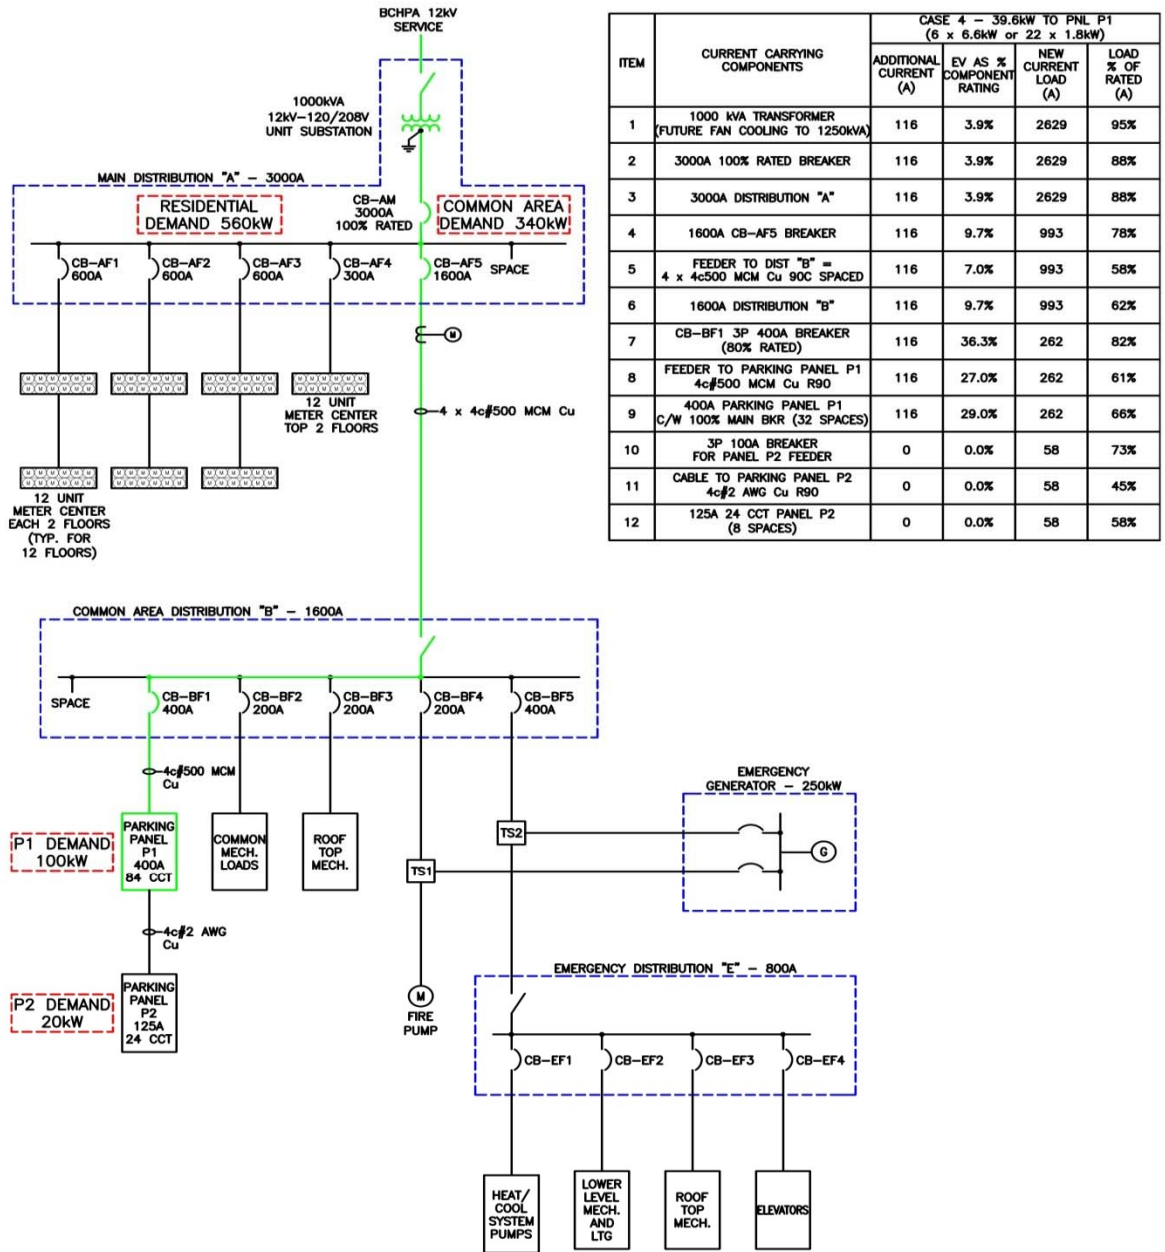 BCHPA 12kV
SERVICE
1000kVA
12kV-120/208V
UNIT SUBSTATION
MAIN DISTRIBUTION "A" - 3000A
RESIDENTIAL
DEMAND 560kW
CB-AM
3000A
100% RATED
COMMON AREA
DEMAND 340kW
CB-AF1
600A
CB-AF2
600A
CB-AF3
600A
CB-AF4
300A
CB-AF5
1600A
SPACE
M
12 UNIT
METER CENTER
TOP 2 FLOORS
4 x 4c#500 MCM Cu
12 UNIT
METER CENTER
EACH 2 FLOORS
(TYP. FOR
12 FLOORS)
ITEM
CURRENT CARRYING
COMPONENTS
CASE 4 - 39.6kW TO PNL P1
(6 x 6.6kW or 22 x 1.8kW)
ADDITIONAL
CURRENT
(A)
EV AS %
COMPONENT
RATING
NEW
CURRENT
LOAD
(A)
LOAD
% OF
RATED
(A)
1 1000 kVA TRANSFORMER
(FUTURE FAN COOLING TO 1250kVA) 116 3.9% 2629 95%
2 3000A 100% RATED BREAKER 116 3.9% 2629 88%
3 3000A DISTRIBUTION "A" 116 3.9% 2629 88%
4 1600A CB-AF5 BREAKER 116 9.7% 993 78%
5 FEEDER TO DIST "B" =
4 x 4c500 MCM Cu 90C SPACED 116 7.0% 993 58%
6 1600A DISTRIBUTION "B" 116 9.7% 993 62%
7 CB-BF1 3P 400A BREAKER
(80% RATED) 116 36.3% 262 82%
8 FEEDER TO PARKING PANEL P1
4c#500 MCM Cu R90 116 27.0% 262 61%
9 400A PARKING PANEL P1
C/W 100% MAIN BKR (32 SPACES) 116 29.0% 262 66%
10 3P 100A BREAKER
FOR PANEL P2 FEEDER 0 0.0% 58 73%
11 CABLE TO PARKING PANEL P2
4c#2 AWG Cu R90 0 0.0% 58 45%
12 125A 24 CCT PANEL P2
(8 SPACES) 0 0.0% 58 58%
COMMON AREA DISTRIBUTION "B" - 1600A
SPACE
CB-BF1
400A
CB-BF2
200A
CB-BF3
200A
CB-BF4
200A
CB-BF5
400A
4c#500 MCM
Cu
P1 DEMAND
100kW
PARKING
PANEL
P1
400A
84 CCT
COMMON
MECH.
LOADS
ROOF
TOP
MECH.
TS2
TS1
EMERGENCY
GENERATOR - 250kW
G
4c#2 AWG
Cu
P2 DEMAND
20kW
PARKING
PANEL
P2
125A
24 CCT
M
FIRE
PUMP
EMERGENCY DISTRIBUTION "E" - 800A
CB-EF1
CB-EF2
CB-EF3
CB-EF4
HEAT/
COOL
SYSTEM
PUMPS
LOWER
LEVEL
MECH.
AND
LTG
ROOF
TOP
MECH.
ELEVATORS